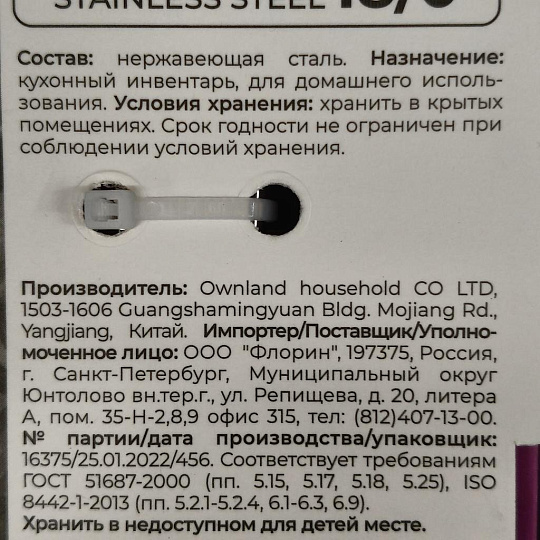 STAINLESS STEEL
Состав: нержавеющая сталь. Назначение:
кухонный инвентарь, для домашнего исполь-
зования. Условия хранения: хранить в крытых
помещениях. Срок годности не ограничен при
соблюдении условий хранения.
Производитель: Ownland household CO LTD,
1503-1606 Guangshamingyuan Bldg. Mojiang Rd.,
Yangjiang, Китай. Импортер/Поставщик/Уполно-
моченное лицо: ООО "Флорин", 197375, Россия,
г. Санкт-Петербург, Муниципальный округ
Юнтолово вн.тер.г., ул. Репищева, д. 20, литера
А, пом. 35-Н-2,8,9 офис 315, тел: (812)407-13-00.
№ партии/дата производства/упаковщик:
16375/25.01.2022/456. Соответствует требованиям
ГОСТ 51687-2000 (пп. 5.15, 5.17, 5.18, 5.25), ISO
8442-1-2013 (пп. 5.2.1-5.2.4, 6.1-6.3, 6.9).
Хранить в недоступном для детей месте.